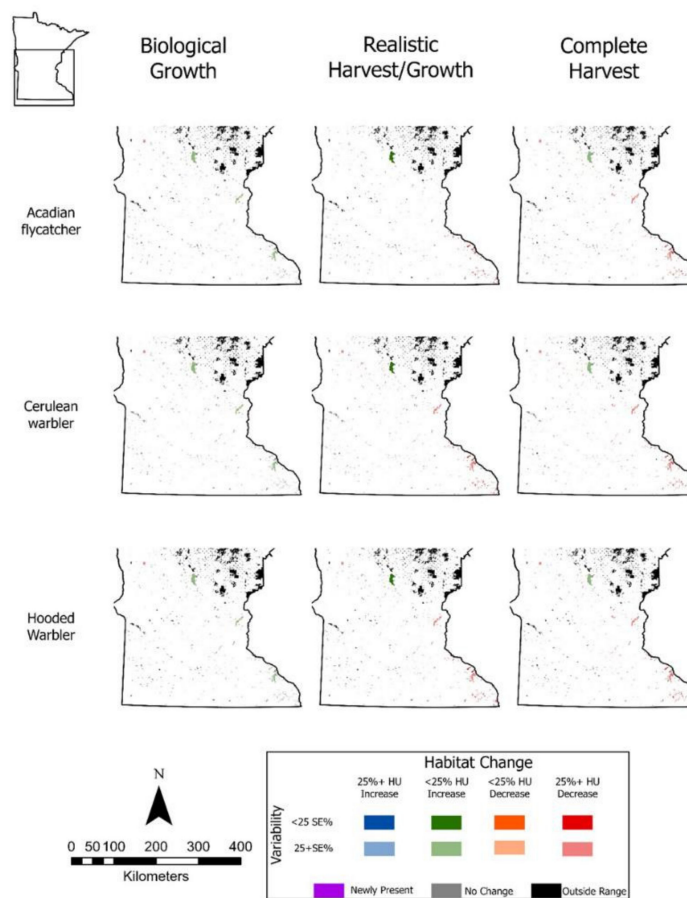 Biological
Growth
Realistic
Harvest/Growth
Complete
Harvest
Acadian
flycatcher
Cerulean
warbler
Hooded
Warbler
N
0 50 100 200 300 400
Kilometers
Habitat Change
25%+ HU
Increase
<25% HU
Increase
<25% HU
Decrease
25%+ HU
Decrease
Variability
<25 SE%
25+SE%
Newly Present
No Change
Outside Range